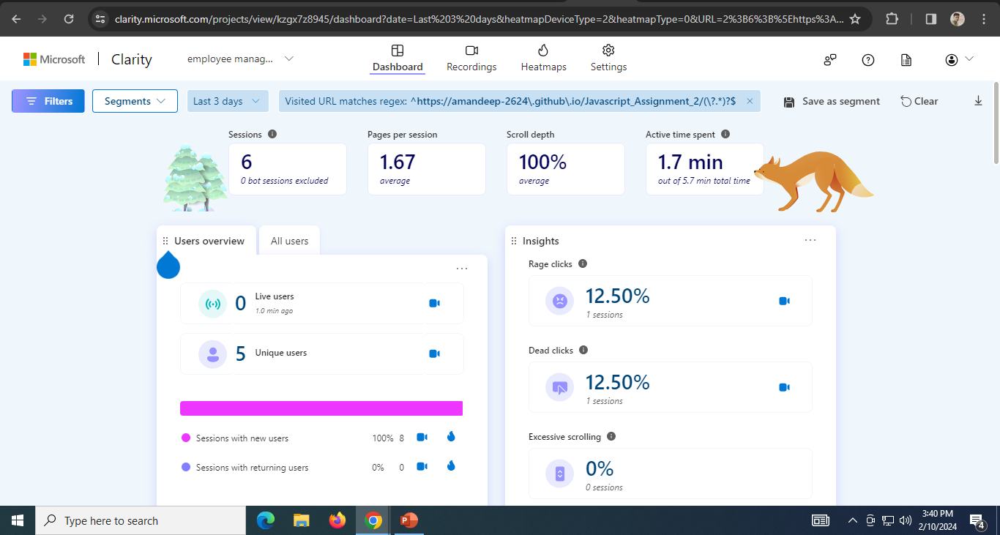 clarity.microsoft.com/projects/view/kzgx7z8945/dashboard?date=Last%203%20days&heatmapDeviceType=2&heatmapType=0&URL=2%3B6%3B%5Ehttps%3A...
Microsoft | Clarity employee manag... Dashboard Recordings Heatmaps Settings
Filters Segments Last 3 days Visited URL matches regex: ^https://amandeep-2624\.github\.io/Javascript_Assignment_2/(\?.*)?$ × Save as segment Clear
Sessions Pages per session Scroll depth Active time spent
6 1.67 100% 1.7 min
0 bot sessions excluded average average out of 5.7 min total time
Users overview All users
0 Live users
1.0 min ago
5 Unique users
Sessions with new users 100% 8
Sessions with returning users 0% 0
Insights
Rage clicks
12.50%
1 sessions
Dead clicks
12.50%
1 sessions
Excessive scrolling
0%
0 sessions
Type here to search
3:40 PM
2/10/2024
4